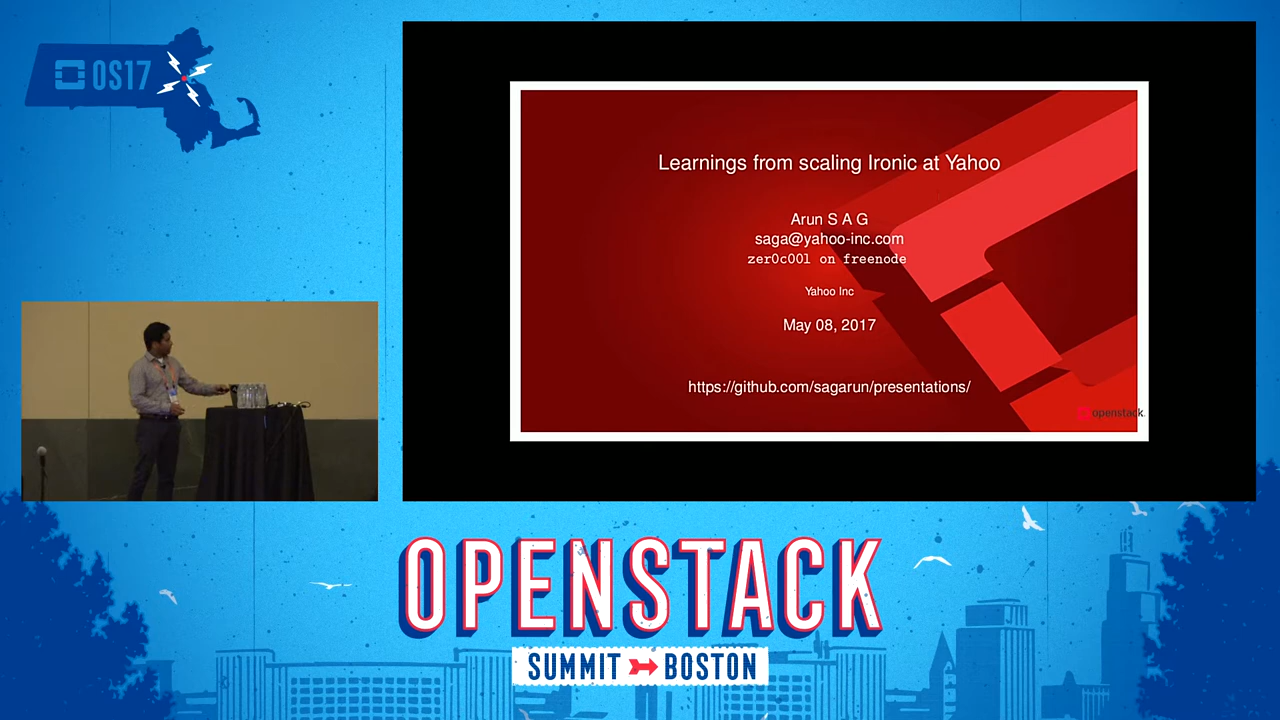 OS17
Learnings from scaling Ironic at Yahoo
Arun S A G
saga@yahoo-inc.com
zer0c00l on freenode
Yahoo Inc
May 08, 2017
https://github.com/sagarun/presentations/
openstack.
OPENSTACK
SUMMIT BOSTON